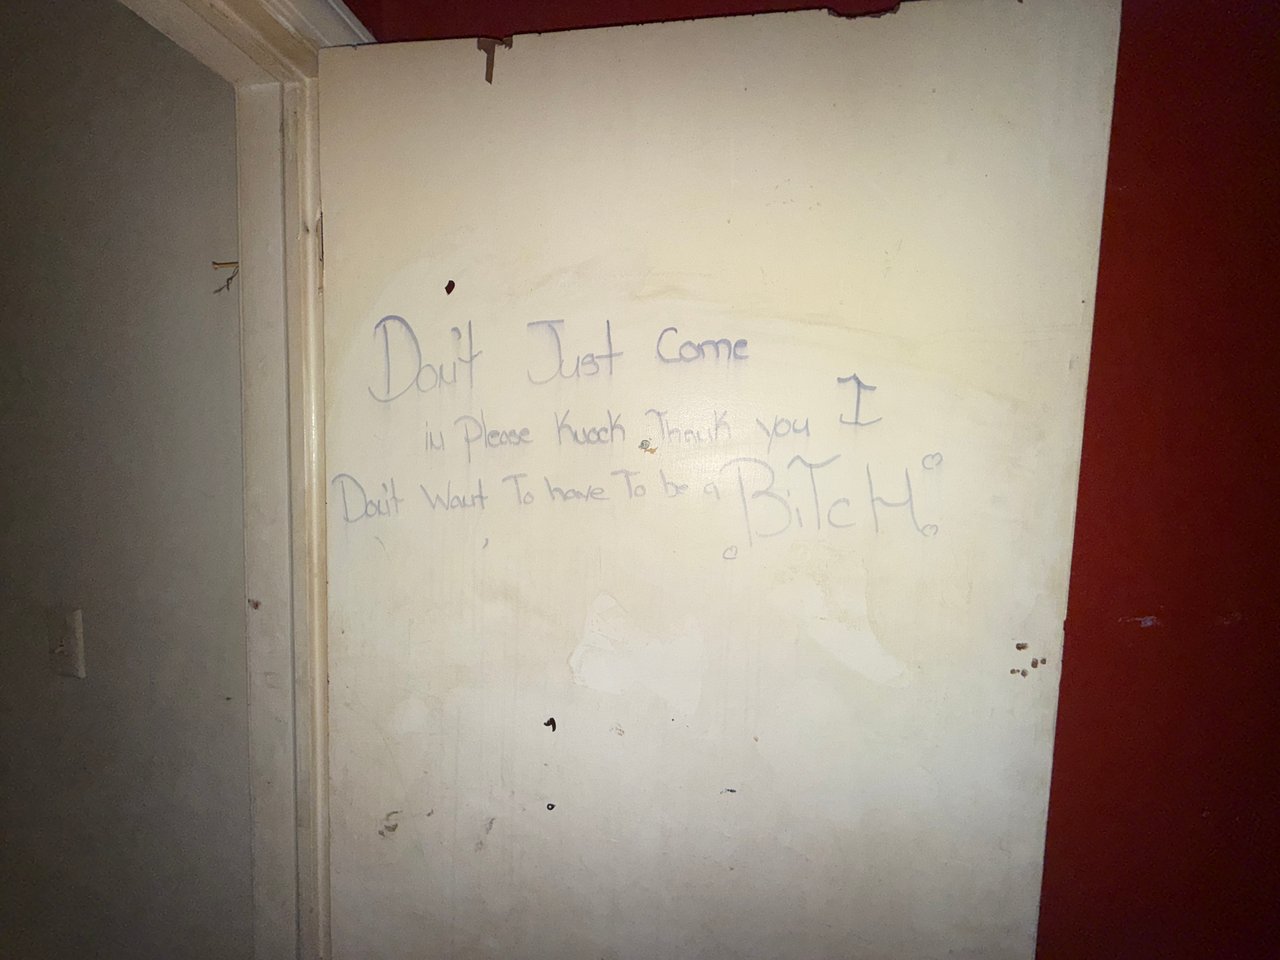 Don't Just Come
in Please Knock Thank you I
Don't Want To have To be a BiTcH